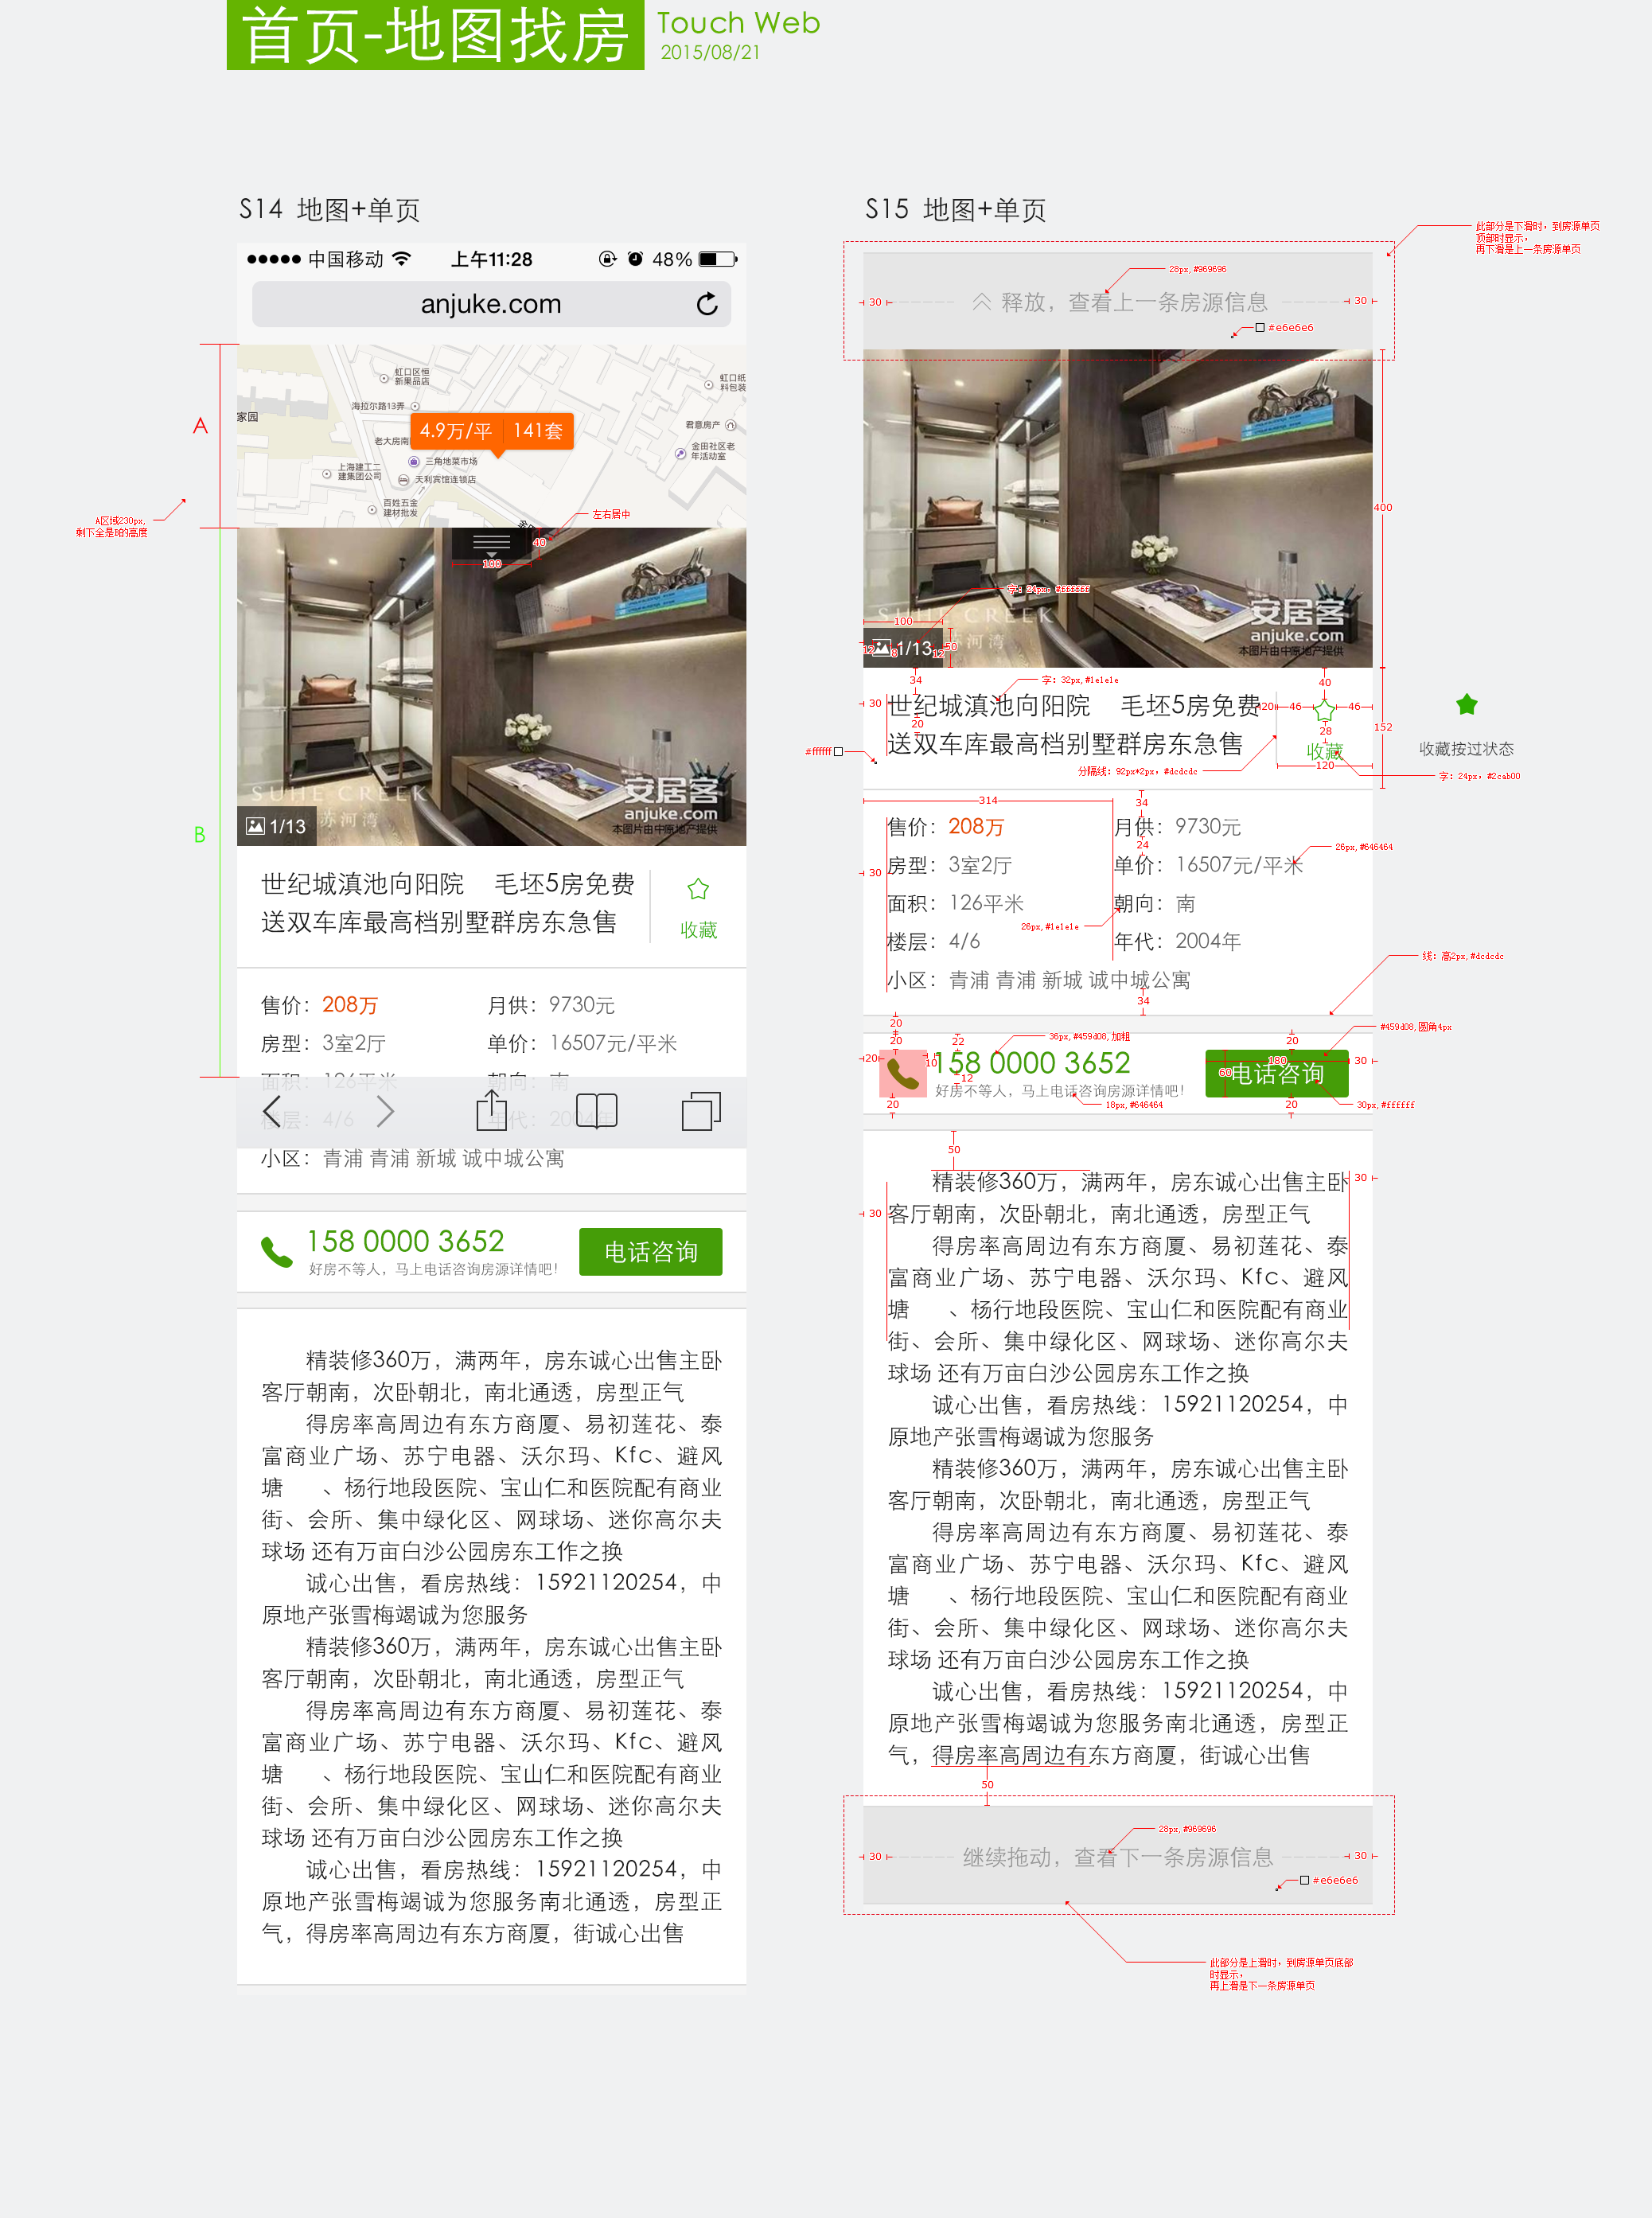 首页-地图找房
Touch Web
2015/08/21
S14 地图+单页
中国移动
上午11:28
48%
anjuke.com
虹口区恒
新果品店
虹口纸
料包装
海拉尔路13弄
家园
君意房产
4.9万/平
141套
老大房南
金田社区老
年活动室
三角地菜市场
上海建工二
建集团公司
天利宾馆连锁店
百姓五金
建材批发
A
A区域230px,
剩下全是B的高度
左右居中
40
100
SUHE CREEK
苏河湾
安居客
anjuke.com
本图片由中原地产提供
1/13
B
世纪城滇池向阳院 毛坯5房免费
送双车库最高档别墅群房东急售
收藏
售价：208万
月供：9730元
房型：3室2厅
单价：16507元/平米
面积：126平米
朝向：南
楼层：4/6
年代：2004年
小区：青浦 青浦 新城 诚中城公寓
158 0000 3652
好房不等人，马上电话咨询房源详情吧！
电话咨询
精装修360万，满两年，房东诚心出售主卧
客厅朝南，次卧朝北，南北通透，房型正气
得房率高周边有东方商厦、易初莲花、泰
富商业广场、苏宁电器、沃尔玛、Kfc、避风
塘 、杨行地段医院、宝山仁和医院配有商业
街、会所、集中绿化区、网球场、迷你高尔夫
球场 还有万亩白沙公园房东工作之换
诚心出售，看房热线：15921120254，中
原地产张雪梅竭诚为您服务
精装修360万，满两年，房东诚心出售主卧
客厅朝南，次卧朝北，南北通透，房型正气
得房率高周边有东方商厦、易初莲花、泰
富商业广场、苏宁电器、沃尔玛、Kfc、避风
塘 、杨行地段医院、宝山仁和医院配有商业
街、会所、集中绿化区、网球场、迷你高尔夫
球场 还有万亩白沙公园房东工作之换
诚心出售，看房热线：15921120254，中
原地产张雪梅竭诚为您服务南北通透，房型正
气，得房率高周边有东方商厦，街诚心出售
S15 地图+单页
此部分是下滑时，到房源单页
顶部时显示，
再下滑是上一条房源单页
28px,#969696
30
释放，查看上一条房源信息
30
#e6e6e6
400
字：24px，#ffffff
SUHE CREEK
苏河湾
100
安居客
anjuke.com
本图片由中原地产提供
12
8
1/13
12
50
34
字：32px,#1e1e1e
40
30
世纪城滇池向阳院 毛坯5房免费
20
46
46
152
20
28
送双车库最高档别墅群房东急售
收藏
收藏按过状态
#ffffff
120
分隔线：92px*2px，#dcdcdc
字：24px，#2cab00
314
34
售价：208万
月供：9730元
24
26px,#646464
房型：3室2厅
单价：16507元/平米
30
面积：126平米
朝向：南
26px,#1e1e1e
楼层：4/6
年代：2004年
线：高2px,#dcdcdc
小区：青浦 青浦 新城 诚中城公寓
34
20
#459d08,圆角4px
20
22
36px,#459d08,加粗
20
20
10
158 0000 3652
180
30
60
电话咨询
12
好房不等人，马上电话咨询房源详情吧！
20
18px,#646464
20
30px,#ffffff
50
30
精装修360万，满两年，房东诚心出售主卧
30
客厅朝南，次卧朝北，南北通透，房型正气
得房率高周边有东方商厦、易初莲花、泰
富商业广场、苏宁电器、沃尔玛、Kfc、避风
塘 、杨行地段医院、宝山仁和医院配有商业
街、会所、集中绿化区、网球场、迷你高尔夫
球场 还有万亩白沙公园房东工作之换
诚心出售，看房热线：15921120254，中
原地产张雪梅竭诚为您服务
精装修360万，满两年，房东诚心出售主卧
客厅朝南，次卧朝北，南北通透，房型正气
得房率高周边有东方商厦、易初莲花、泰
富商业广场、苏宁电器、沃尔玛、Kfc、避风
塘 、杨行地段医院、宝山仁和医院配有商业
街、会所、集中绿化区、网球场、迷你高尔夫
球场 还有万亩白沙公园房东工作之换
诚心出售，看房热线：15921120254，中
原地产张雪梅竭诚为您服务南北通透，房型正
气，得房率高周边有东方商厦，街诚心出售
50
28px,#969696
30
继续拖动，查看下一条房源信息
30
#e6e6e6
此部分是上滑时，到房源单页底部
时显示，
再上滑是下一条房源单页